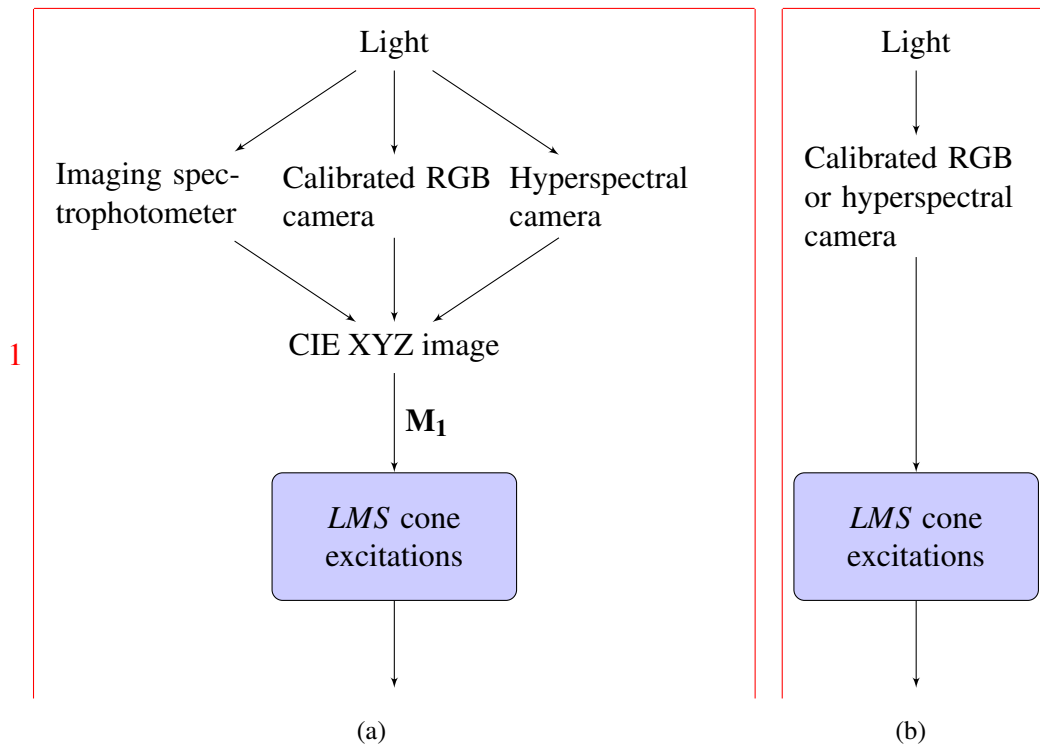 Light
Imaging spec-
trophotometer
Calibrated RGB
camera
Hyperspectral
camera
CIE XYZ image
M1
LMS cone
excitations
1
(a)
Light
Calibrated RGB
or hyperspectral
camera
LMS cone
excitations
(b)